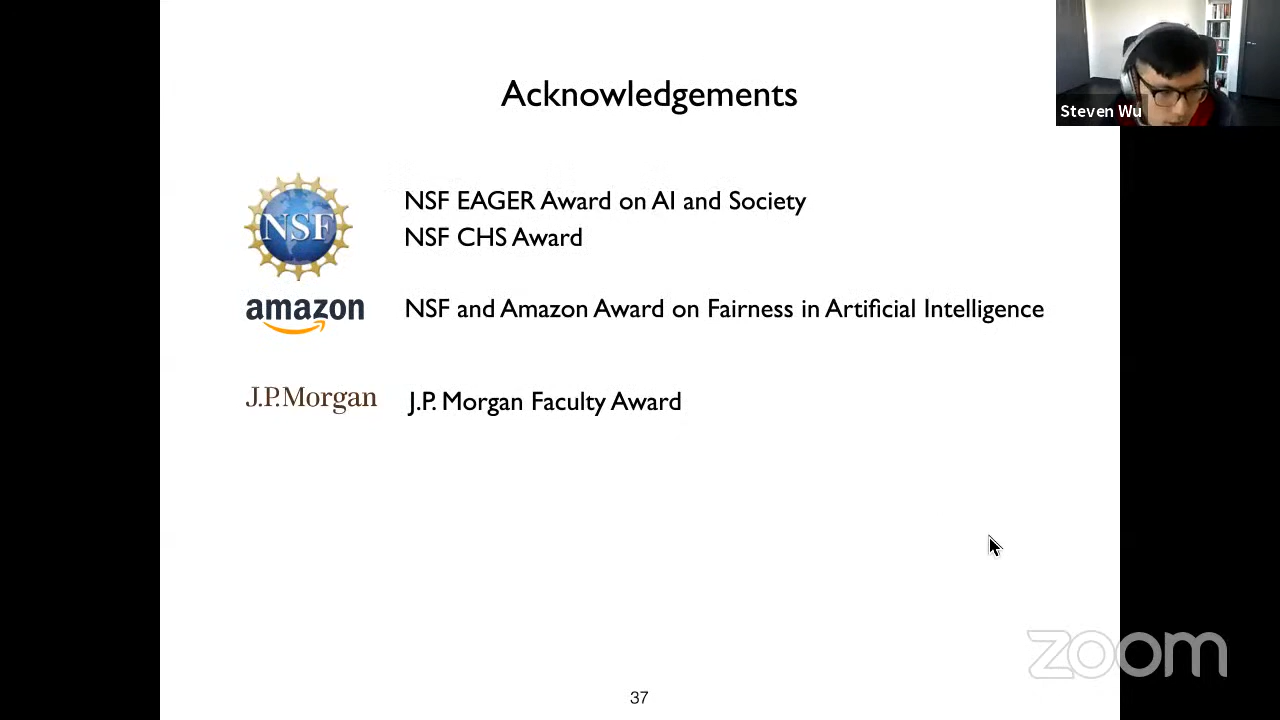 Acknowledgements
Steven Wu
NSF
NSF EAGER Award on AI and Society
NSF CHS Award
amazon
NSF and Amazon Award on Fairness in Artificial Intelligence
J.P.Morgan
J.P. Morgan Faculty Award
zoom
37